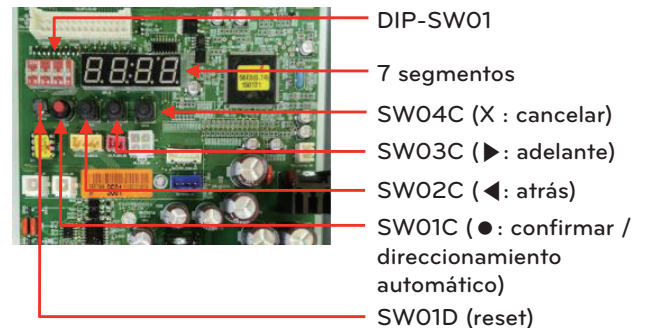 DIP-SW01
7 segmentos
SW04C (X : cancelar)
SW03C (▶: adelante)
SW02C (◀: atrás)
SW01C (●: confirmar /
direccionamiento
automático)
SW01D (reset)